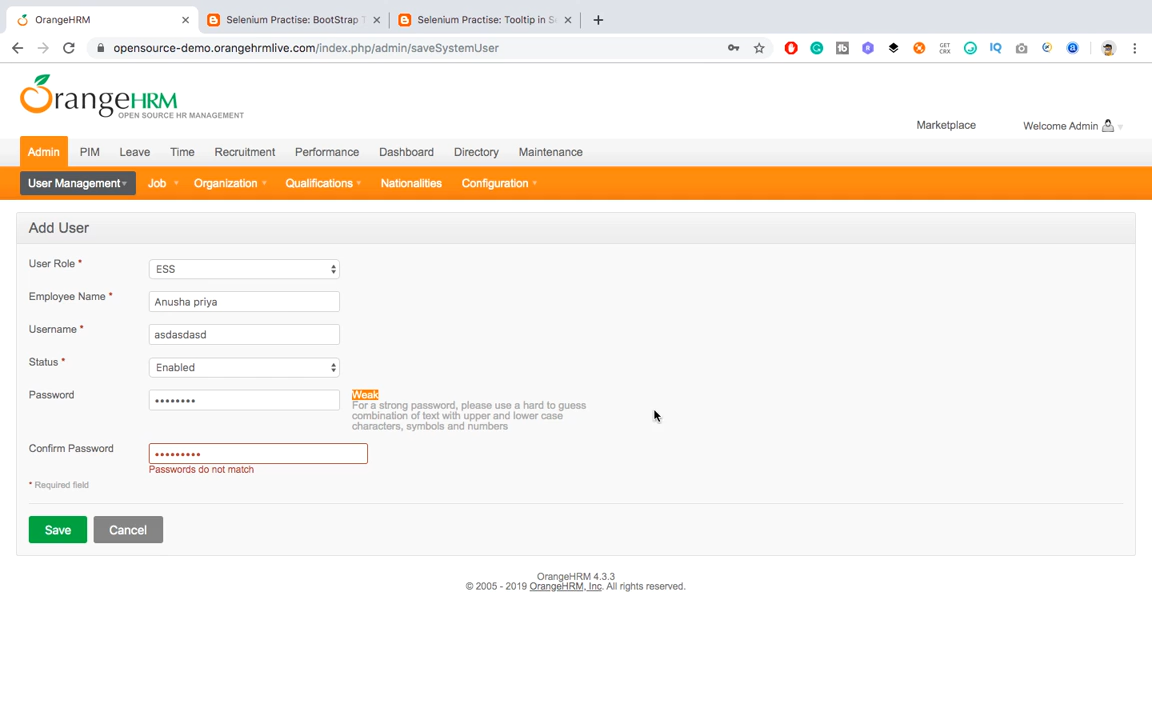 OrangeHRM
Selenium Practise: BootStrap
Selenium Practise: Tooltip in
opensource-demo.orangehrmlive.com/index.php/admin/saveSystemUser
GET
CRX
IQ
OrangeHRM
OPEN SOURCE HR MANAGEMENT
Marketplace Welcome Admin
Admin PIM Leave Time Recruitment Performance Dashboard Directory Maintenance
User Management Job Organization Qualifications Nationalities Configuration
Add User
User Role * ESS
Employee Name * Anusha priya
Username * asdasdasd
Status * Enabled
Password •••••••• Weak
For a strong password, please use a hard to guess
combination of text with upper and lower case
characters, symbols and numbers
Confirm Password •••••••••
Passwords do not match
* Required field
Save Cancel
OrangeHRM 4.3.3
© 2005 - 2019 OrangeHRM, Inc. All rights reserved.